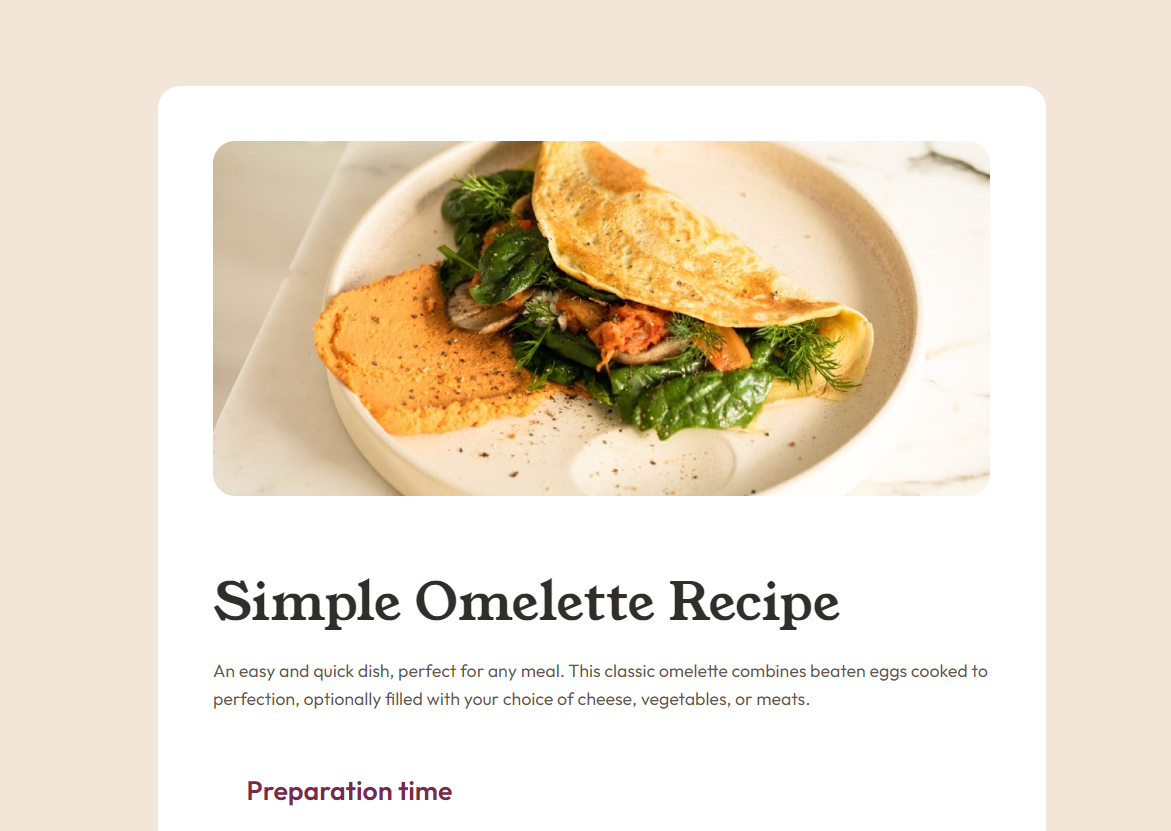 Simple Omelette Recipe
An easy and quick dish, perfect for any meal. This classic omelette combines beaten eggs cooked to
perfection, optionally filled with your choice of cheese, vegetables, or meats.
Preparation time